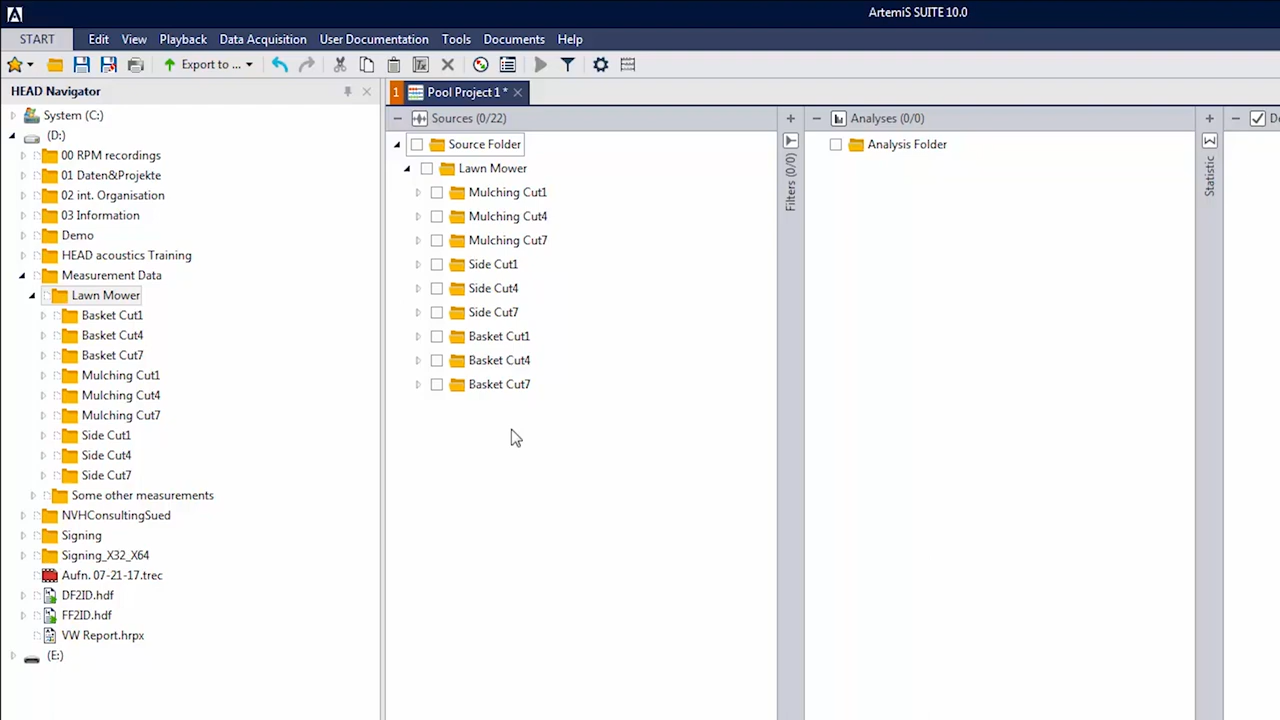 ArtemiS SUITE 10.0
START Edit View Playback Data Acquisition User Documentation Tools Documents Help
Export to ...
HEAD Navigator
System (C:)
(D:)
00 RPM recordings
01 Daten&Projekte
02 int. Organisation
03 Information
Demo
HEAD acoustics Training
Measurement Data
Lawn Mower
Basket Cut1
Basket Cut4
Basket Cut7
Mulching Cut1
Mulching Cut4
Mulching Cut7
Side Cut1
Side Cut4
Side Cut7
Some other measurements
NVHConsultingSued
Signing
Signing_X32_X64
Aufn. 07-21-17.trec
DF2ID.hdf
FF2ID.hdf
VW Report.hrpx
(E:)
1 Pool Project 1 *
Sources (0/22)
Source Folder
Lawn Mower
Mulching Cut1
Mulching Cut4
Mulching Cut7
Side Cut1
Side Cut4
Side Cut7
Basket Cut1
Basket Cut4
Basket Cut7
Filters (0/0)
Analyses (0/0)
Analysis Folder
Statistic